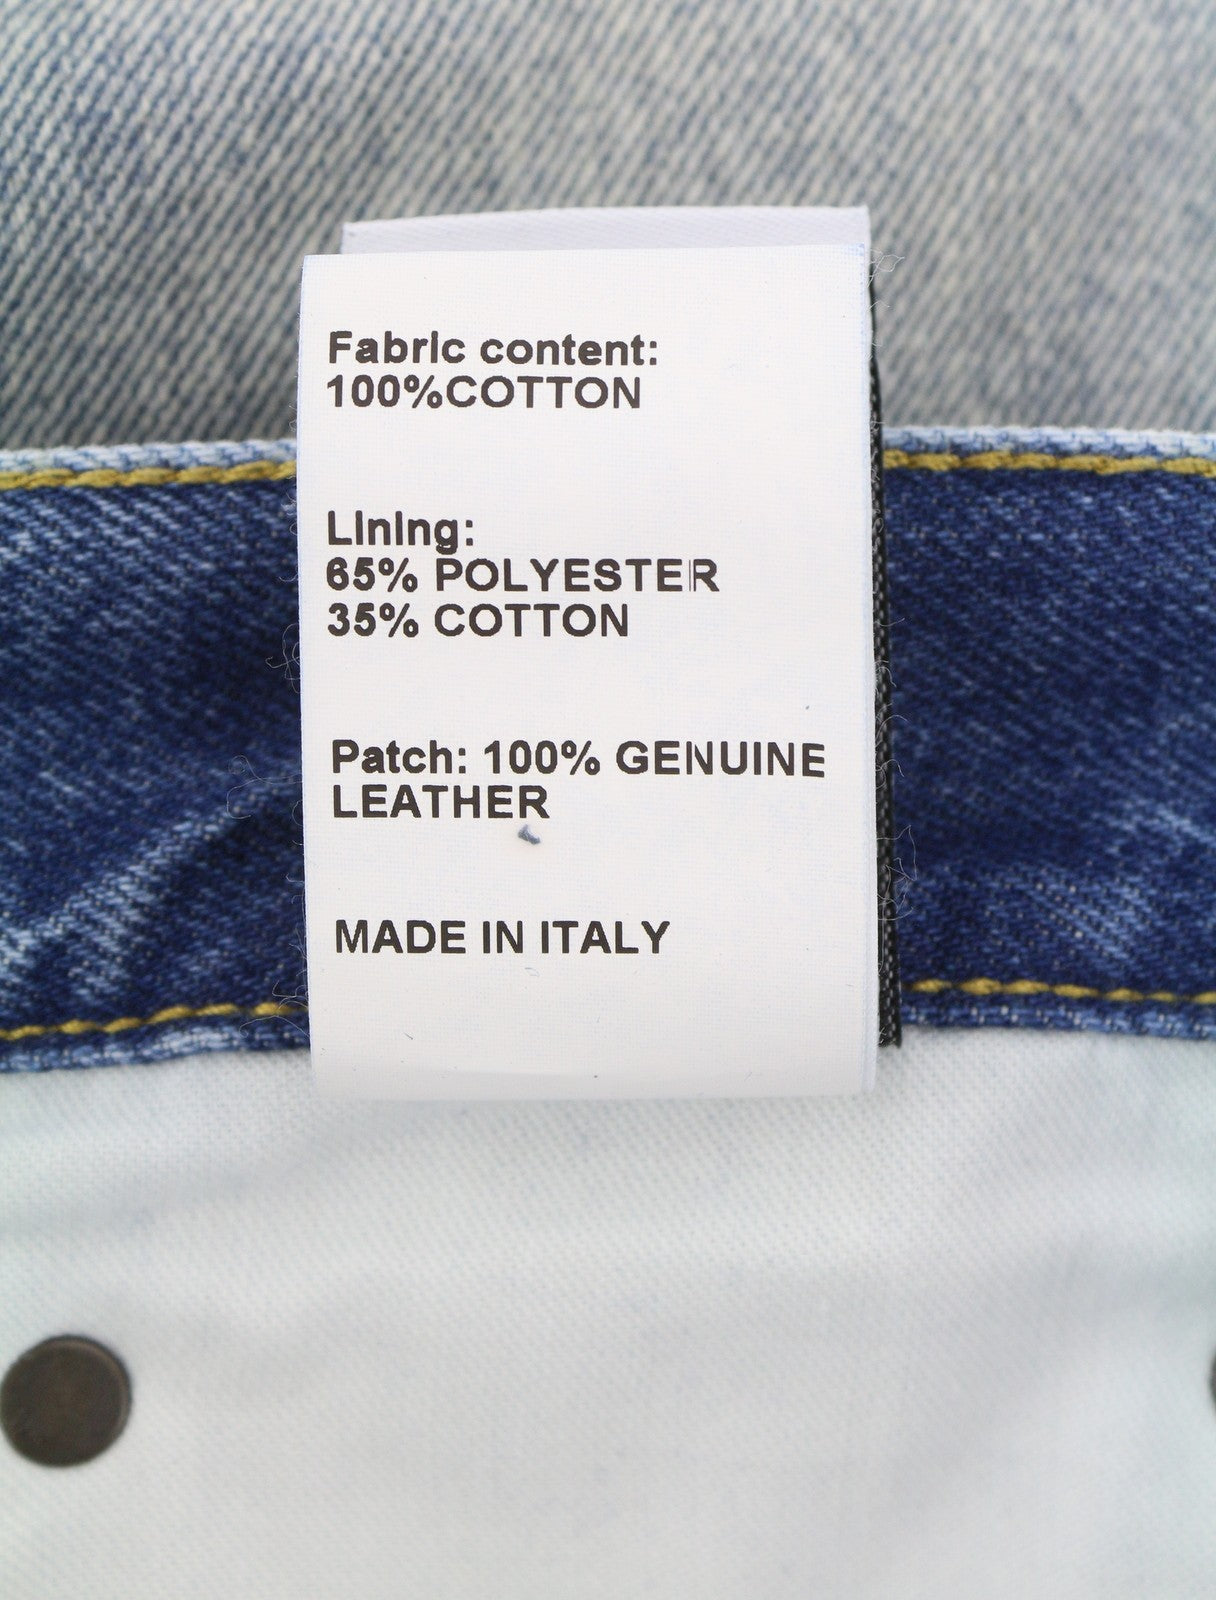 Fabric content:
100%COTTON
Lining:
65% POLYESTER
35% COTTON
Patch: 100% GENUINE
LEATHER
MADE IN ITALY